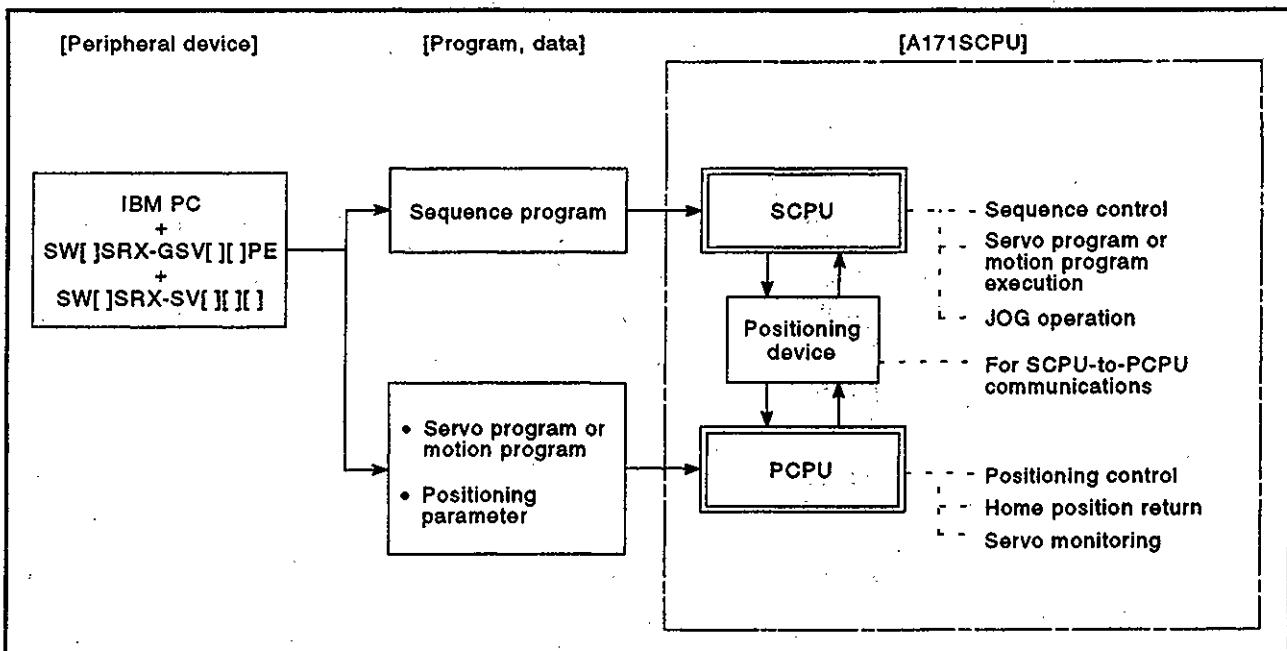 [Peripheral device]
[Program, data]
[A171SCPU]
IBM PC
+
SW[ ]SRX-GSV[ ][ ]PE
+
SW[ ]SRX-SV[ ][ ][ ]
Sequence program
• Servo program or
motion program
• Positioning
parameter
SCPU
Positioning
device
PCPU
Sequence control
Servo program or
motion program
execution
JOG operation
For SCPU-to-PCPU
communications
Positioning control
Home position return
Servo monitoring